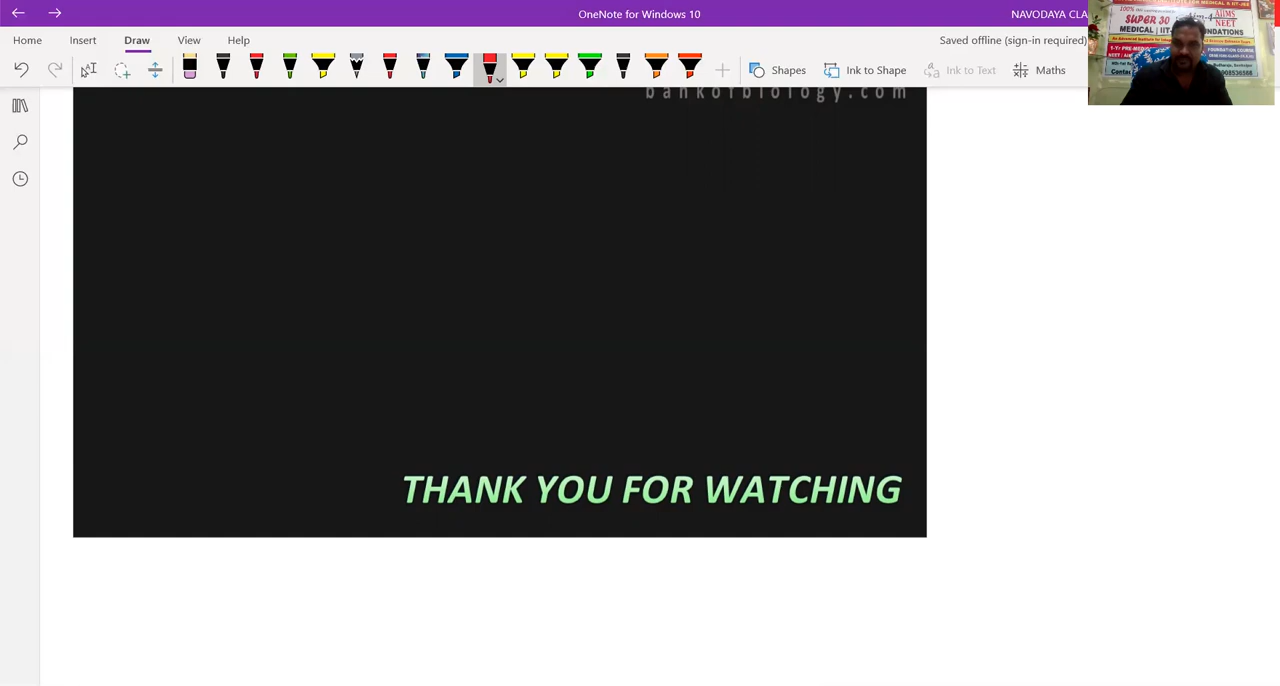 OneNote for Windows 10
NAVODAYA CLA
Home
Insert
Draw
View
Help
Saved offline (sign-in required)
Shapes
Ink to Shape
Ink to Text
Maths
SUPER 30
AIIMS
NEET
bankofbiology.com
THANK YOU FOR WATCHING